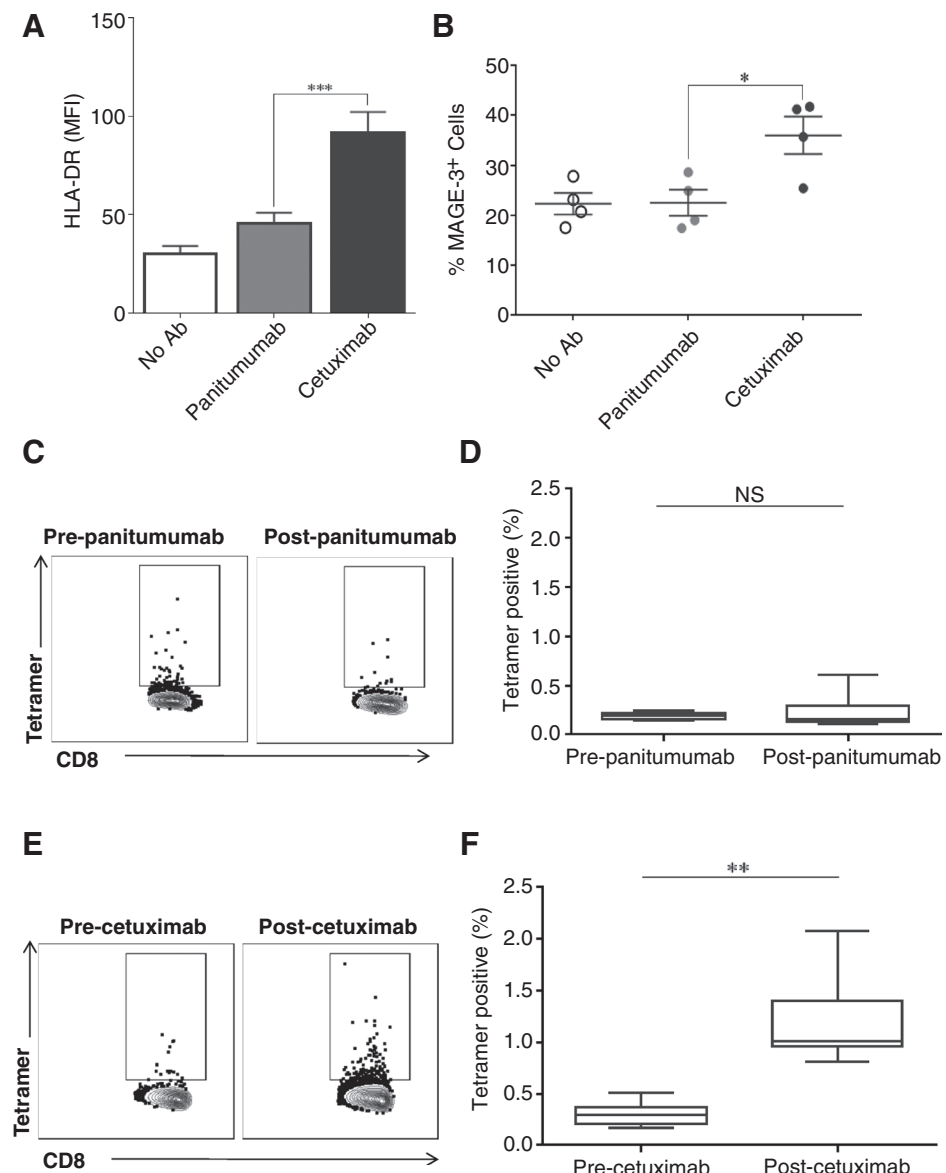 A
HLA-DR (MFI)
150
100
50
0
***
No Ab
Panitumumab
Cetuximab
B
% MAGE-3+ Cells
50
40
30
20
10
0
*
No Ab
Panitumumab
Cetuximab
C
Pre-panitumumab
Post-panitumumab
Tetramer
CD8
D
Tetramer positive (%)
2.5
2.0
1.5
1.0
0.5
0.0
NS
Pre-panitumumab
Post-panitumumab
E
Pre-cetuximab
Post-cetuximab
Tetramer
CD8
F
Tetramer positive (%)
2.5
2.0
1.5
1.0
0.5
0.0
**
Pre-cetuximab
Post-cetuximab